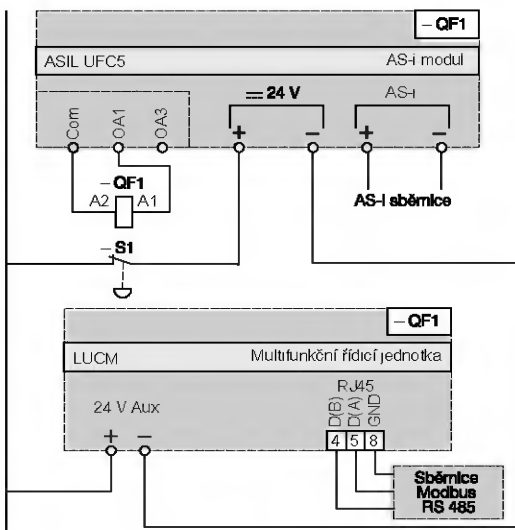 – QF1
ASIL UFC5 AS-i modul
⎓ 24 V AS-i
Com OA1 OA3 + – + –
– QF1
A2 A1
AS-I sběrnice
– S1
– QF1
LUCM Multifunkční řídicí jednotka
RJ45
24 V Aux D(B) D(A) GND
+ – 4 5 8
Sběrnice
Modbus
RS 485